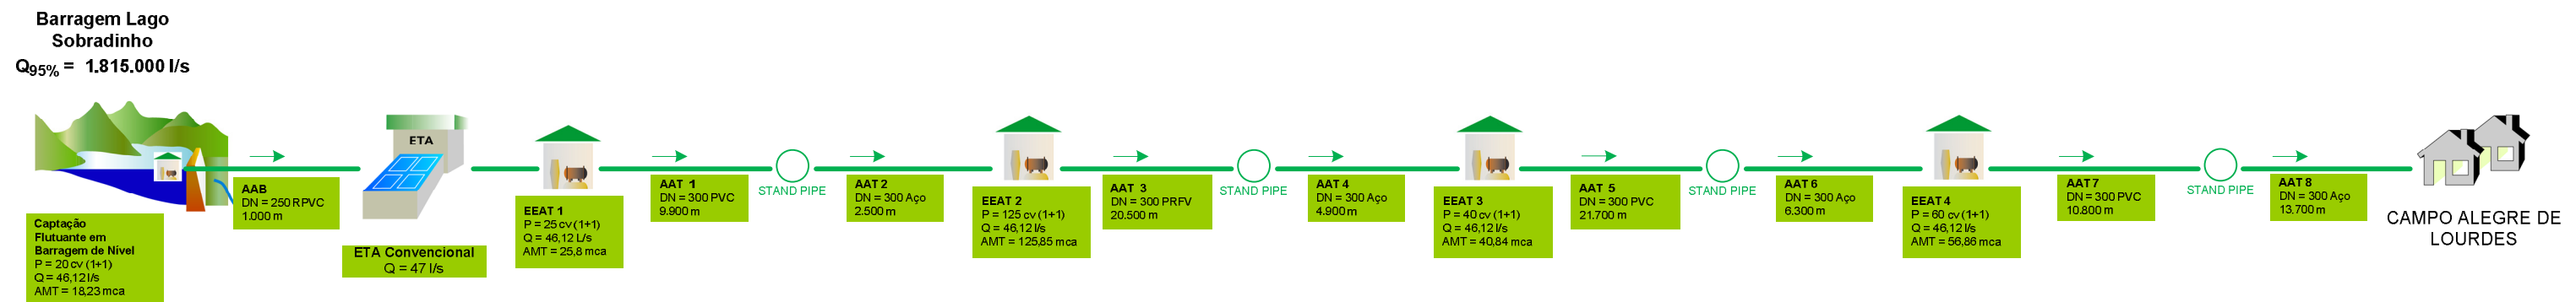 Barragem Lago
Sobradinho
Q95% = 1.815.000 l/s
Captação
Flutuante em
Barragem de Nível
P = 20 cv (1+1)
Q = 46,12 l/s
AMT = 18,23 mca
AAB
DN = 250 RPVC
1.000 m
ETA
ETA Convencional
Q = 47 l/s
EEAT 1
P = 25 cv (1+1)
Q = 46,12 L/s
AMT = 25,8 mca
AAT 1
DN = 300 PVC
9.900 m
STAND PIPE
AAT 2
DN = 300 Aço
2.500 m
EEAT 2
P = 125 cv (1+1)
Q = 46,12 l/s
AMT = 125,85 mca
AAT 3
DN = 300 PRFV
20.500 m
STAND PIPE
AAT 4
DN = 300 Aço
4.900 m
EEAT 3
P = 40 cv (1+1)
Q = 46,12 l/s
AMT = 40,84 mca
AAT 5
DN = 300 PVC
21.700 m
STAND PIPE
AAT 6
DN = 300 Aço
6.300 m
EEAT 4
P = 60 cv (1+1)
Q = 46,12 l/s
AMT = 56,86 mca
AAT 7
DN = 300 PVC
10.800 m
STAND PIPE
AAT 8
DN = 300 Aço
13.700 m
CAMPO ALEGRE DE
LOURDES